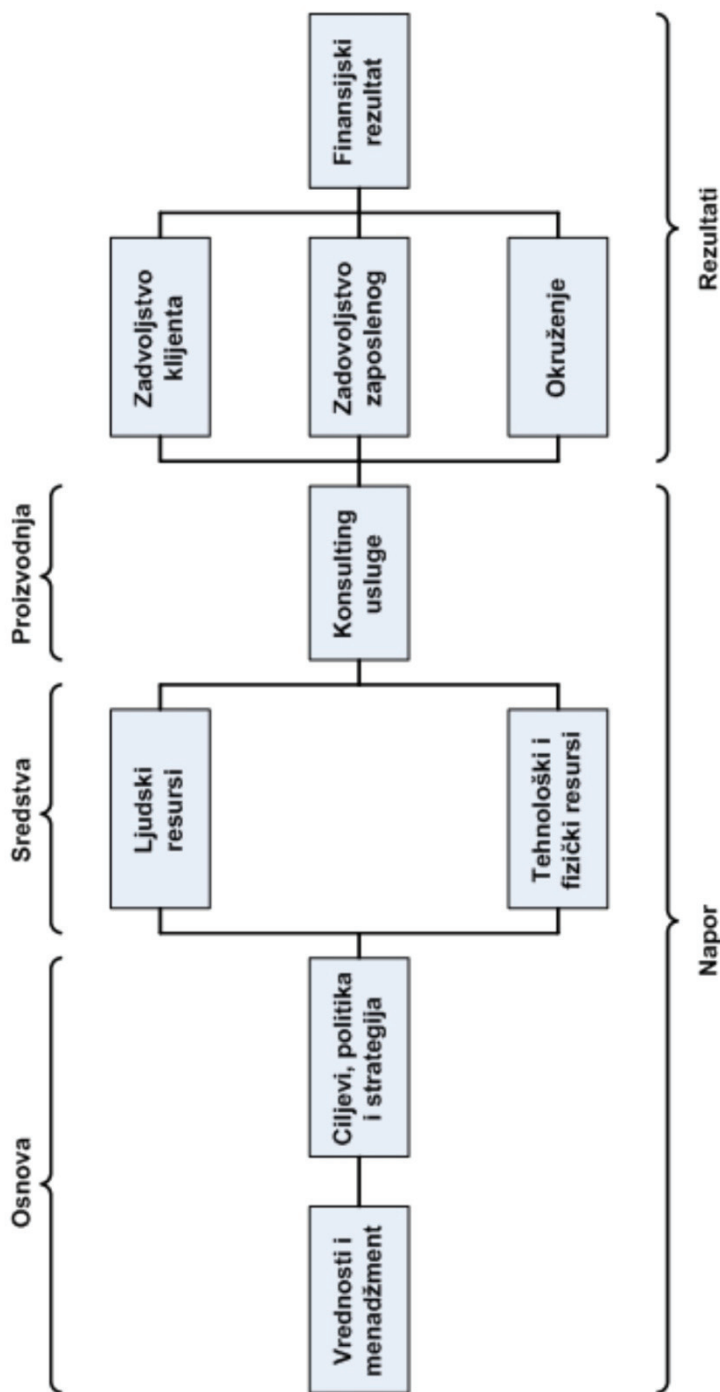 Osnova
Sredstva
Proizvodnja
Vrednosti i
menadžment
Ciljevi, politika
i strategija
Ljudski
resursi
Tehnološki i
fizički resursi
Konsulting
usluge
Zadvoljstvo
klijenta
Zadovoljstvo
zaposlenog
Okruženje
Finansijski
rezultat
Napor
Rezultati